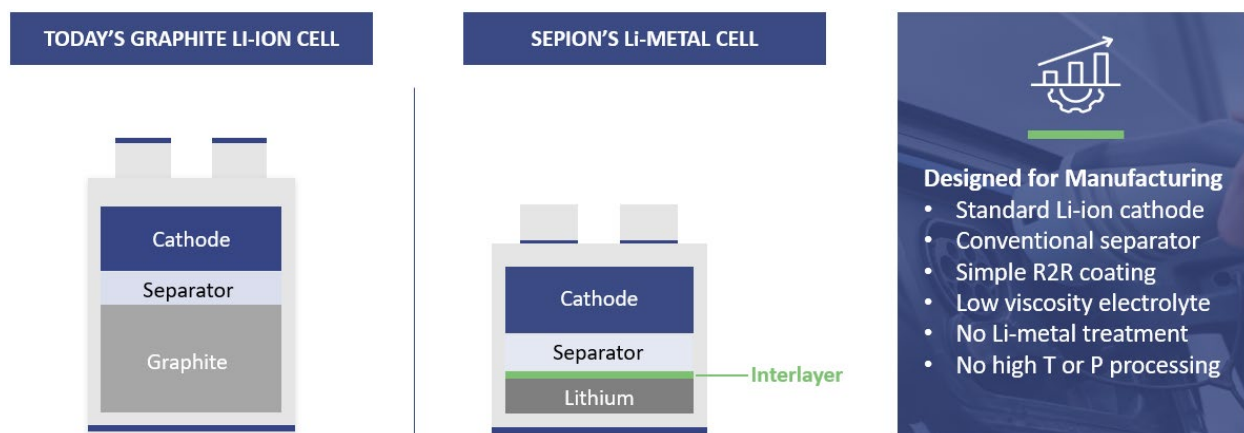 TODAY'S GRAPHITE LI-ION CELL
Cathode
Separator
Graphite
SEPION'S Li-METAL CELL
Cathode
Separator
Interlayer
Lithium
Designed for Manufacturing
• Standard Li-ion cathode
• Conventional separator
• Simple R2R coating
• Low viscosity electrolyte
• No Li-metal treatment
• No high T or P processing